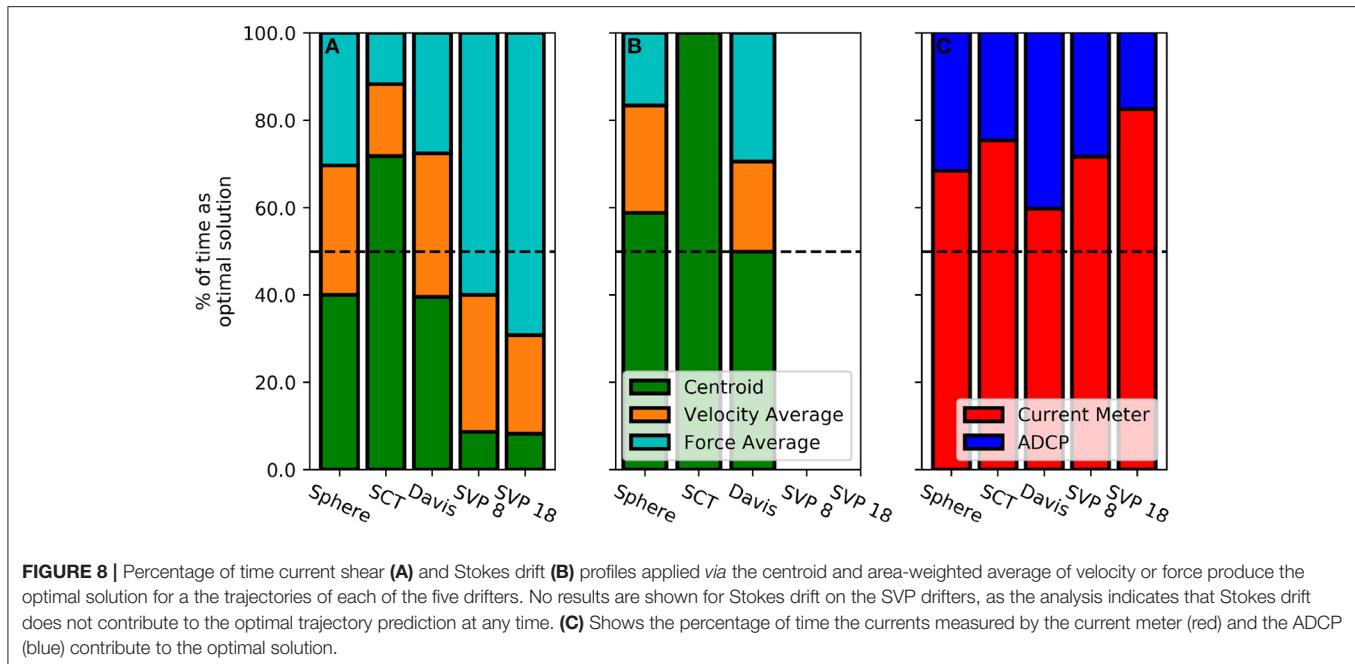 A
B
C
100.0
80.0
60.0
40.0
20.0
0.0
% of time as
optimal solution
Sphere
SCT
Davis
SVP 8
SVP 18
Centroid
Velocity Average
Force Average
Sphere
SCT
Davis
SVP 8
SVP 18
Current Meter
ADCP
Sphere
SCT
Davis
SVP 8
SVP 18
FIGURE 8 | Percentage of time current shear (A) and Stokes drift (B) profiles applied via the centroid and area-weighted average of velocity or force produce the
optimal solution for a the trajectories of each of the five drifters. No results are shown for Stokes drift on the SVP drifters, as the analysis indicates that Stokes drift
does not contribute to the optimal trajectory prediction at any time. (C) Shows the percentage of time the currents measured by the current meter (red) and the ADCP
(blue) contribute to the optimal solution.